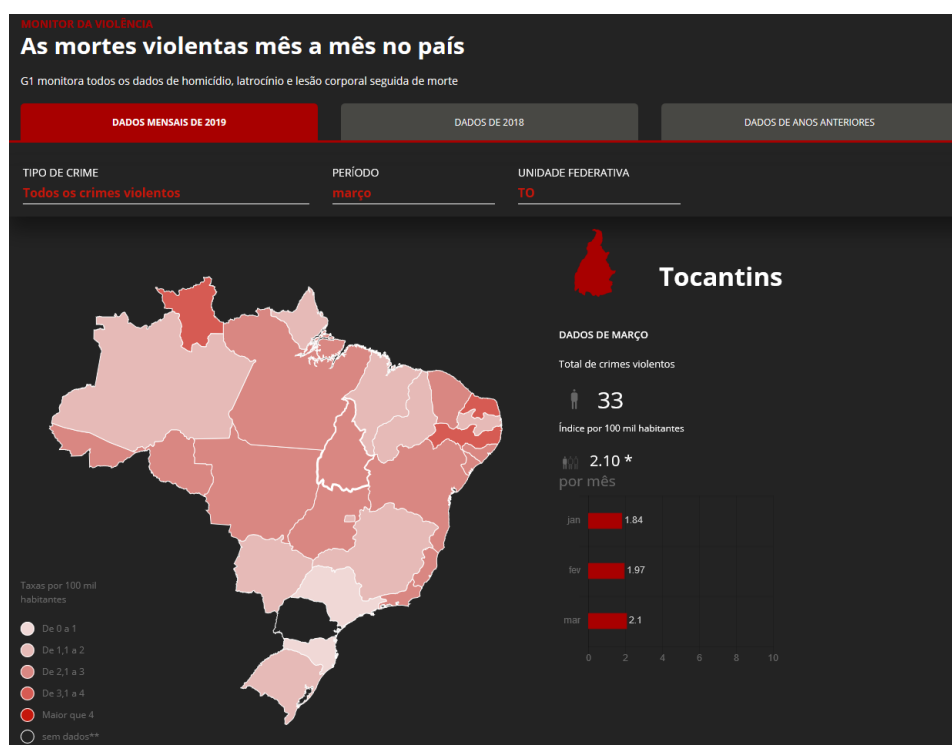 MONITOR DA VIOLÊNCIA
As mortes violentas mês a mês no país
G1 monitora todos os dados de homicídio, latrocínio e lesão corporal seguida de morte
DADOS MENSAIS DE 2019
DADOS DE 2018
DADOS DE ANOS ANTERIORES
TIPO DE CRIME
Todos os crimes violentos
PERÍODO
março
UNIDADE FEDERATIVA
TO
Tocantins
DADOS DE MARÇO
Total de crimes violentos
33
Índice por 100 mil habitantes
2.10 *
por mês
jan 1.84
fev 1.97
mar 2.1
0 2 4 6 8 10
Taxas por 100 mil
habitantes
De 0 a 1
De 1,1 a 2
De 2,1 a 3
De 3,1 a 4
Maior que 4
sem dados**